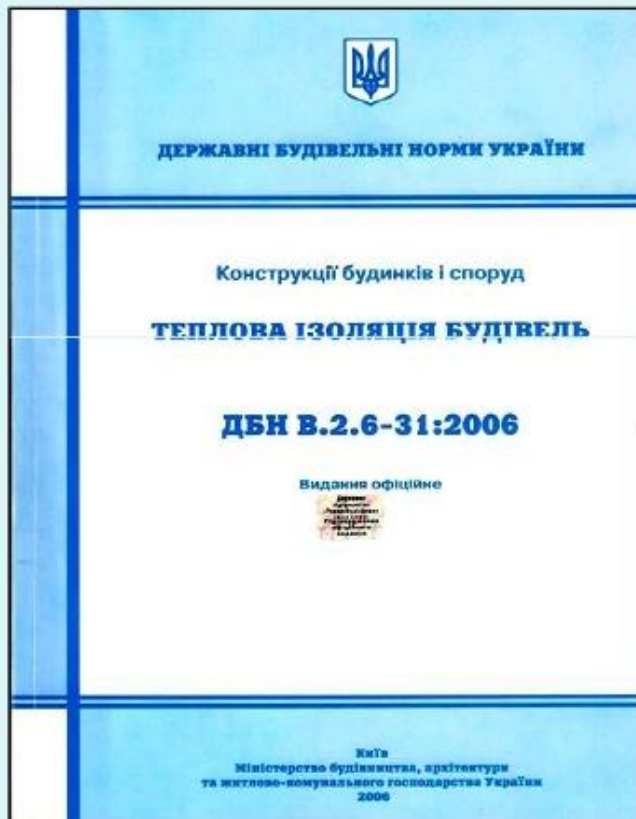 ДЕРЖАВНІ БУДІВЕЛЬНІ НОРМИ УКРАЇНИ
Конструкції будинків і споруд
ТЕПЛОВА ІЗОЛЯЦІЯ БУДІВЕЛЬ
ДБН В.2.6-31:2006
Видання офіційне
Київ
Міністерство будівництва, архітектури
та житлово-комунального господарства України
2006